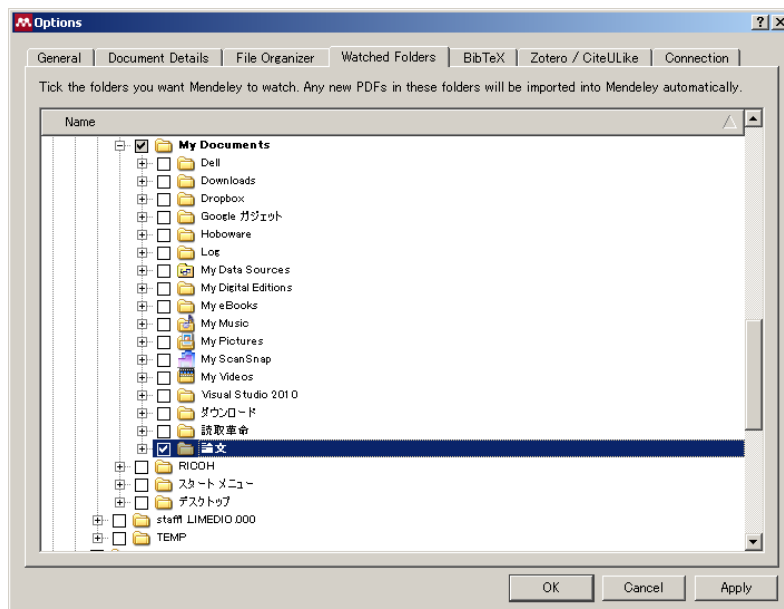 Options
General
Document Details
File Organizer
Watched Folders
BibTeX
Zotero / CiteULike
Connection
Tick the folders you want Mendeley to watch. Any new PDFs in these folders will be imported into Mendeley automatically.
Name
My Documents
Dell
Downloads
Dropbox
Google ガジェット
Hoboware
Log
My Data Sources
My Digital Editions
My eBooks
My Music
My Pictures
My ScanSnap
My Videos
Visual Studio 2010
ダウンロード
読取革命
論文
RICOH
スタート メニュー
デスクトップ
staff1.LIMEDIO.000
TEMP
OK
Cancel
Apply